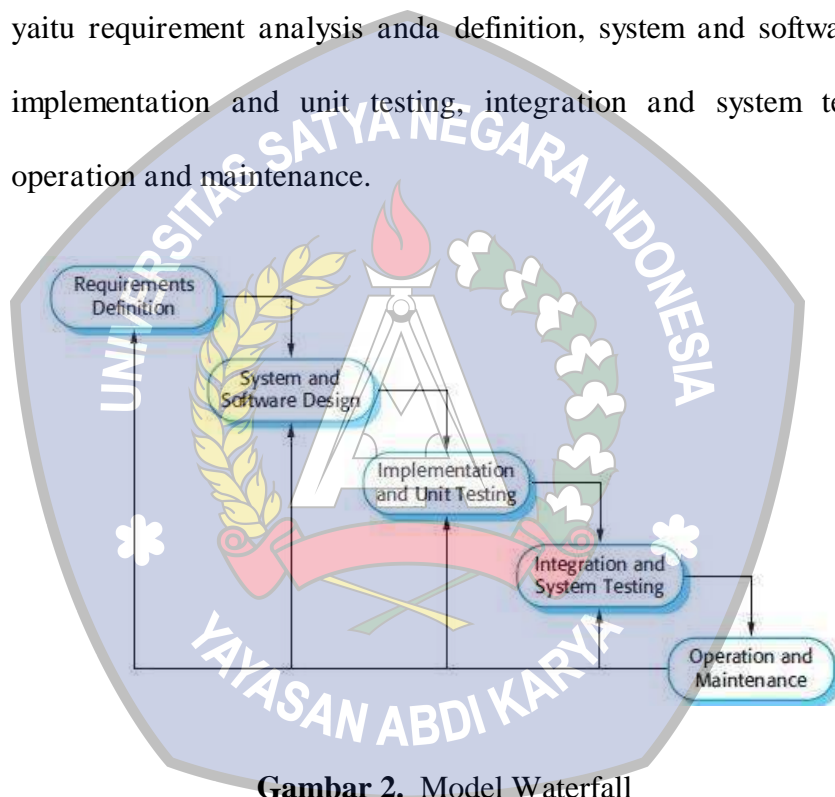 yaitu requirement analysis anda definition, system and softwa
implementation and unit testing, integration and system te
operation and maintenance.
UNIVERSITAS SATYA NEGARA INDONESIA
Requirements
Definition
System and
Software Design
Implementation
and Unit Testing
Integration and
System Testing
Operation and
Maintenance
YAYASAN ABDI KARYA
Gambar 2. Model Waterfall